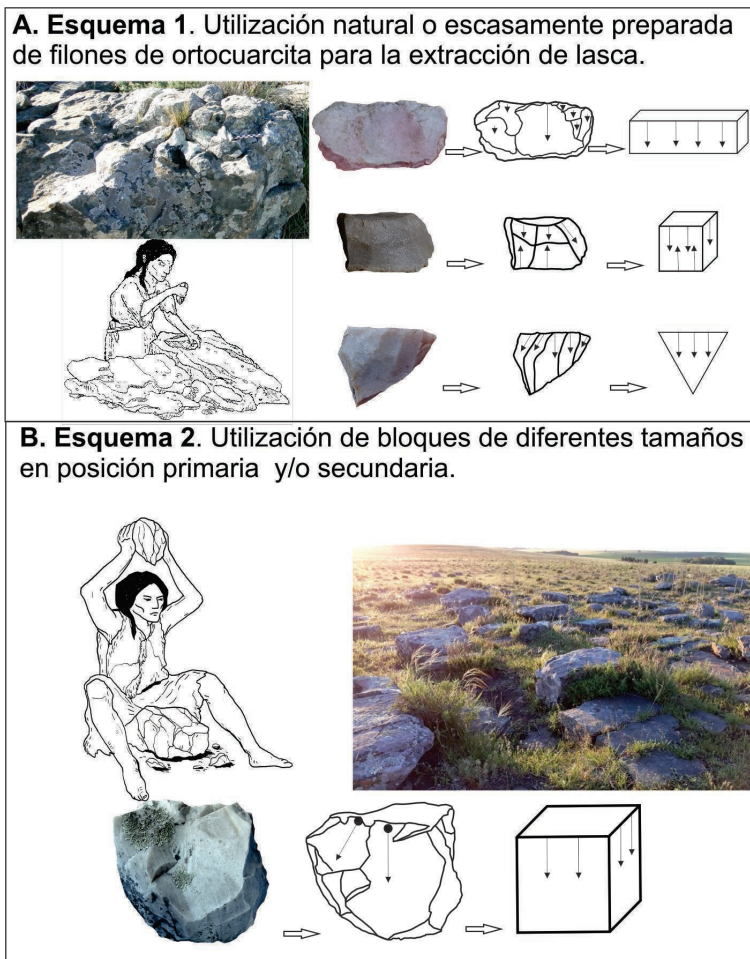 A. Esquema 1. Utilización natural o escasamente preparada
de filones de ortocuarcita para la extracción de lasca.
B. Esquema 2. Utilización de bloques de diferentes tamaños
en posición primaria y/o secundaria.